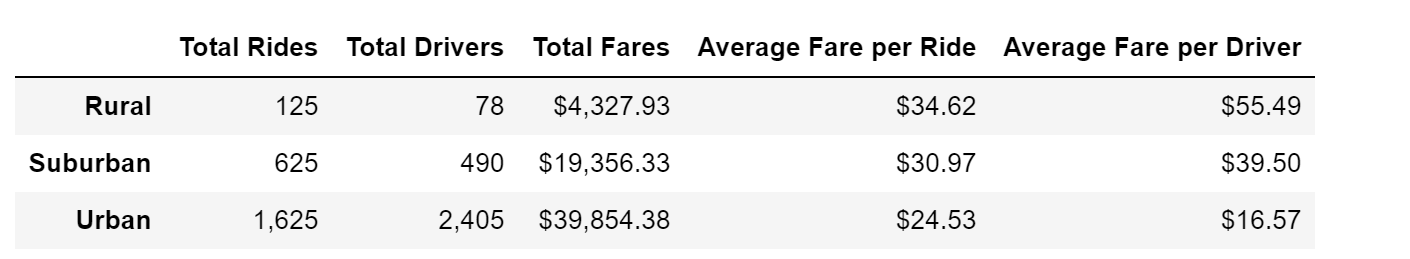 Total Rides Total Drivers Total Fares Average Fare per Ride Average Fare per Driver
Rural 125 78 $4,327.93 $34.62 $55.49
Suburban 625 490 $19,356.33 $30.97 $39.50
Urban 1,625 2,405 $39,854.38 $24.53 $16.57